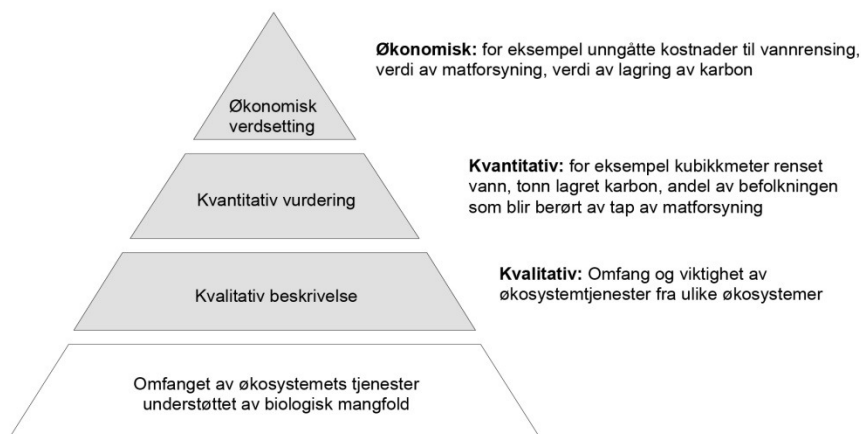 Økonomisk: for eksempel unngåtte kostnader til vannrensing,
verdi av matforsyning, verdi av lagring av karbon
Økonomisk
verdsetting
Kvantitativ: for eksempel kubikkmeter renset
vann, tonn lagret karbon, andel av befolkningen
som blir berørt av tap av matforsyning
Kvantitativ vurdering
Kvalitativ: Omfang og viktighet av
økosystemtjenester fra ulike økosystemer
Kvalitativ beskrivelse
Omfanget av økosystemets tjenester
understøttet av biologisk mangfold